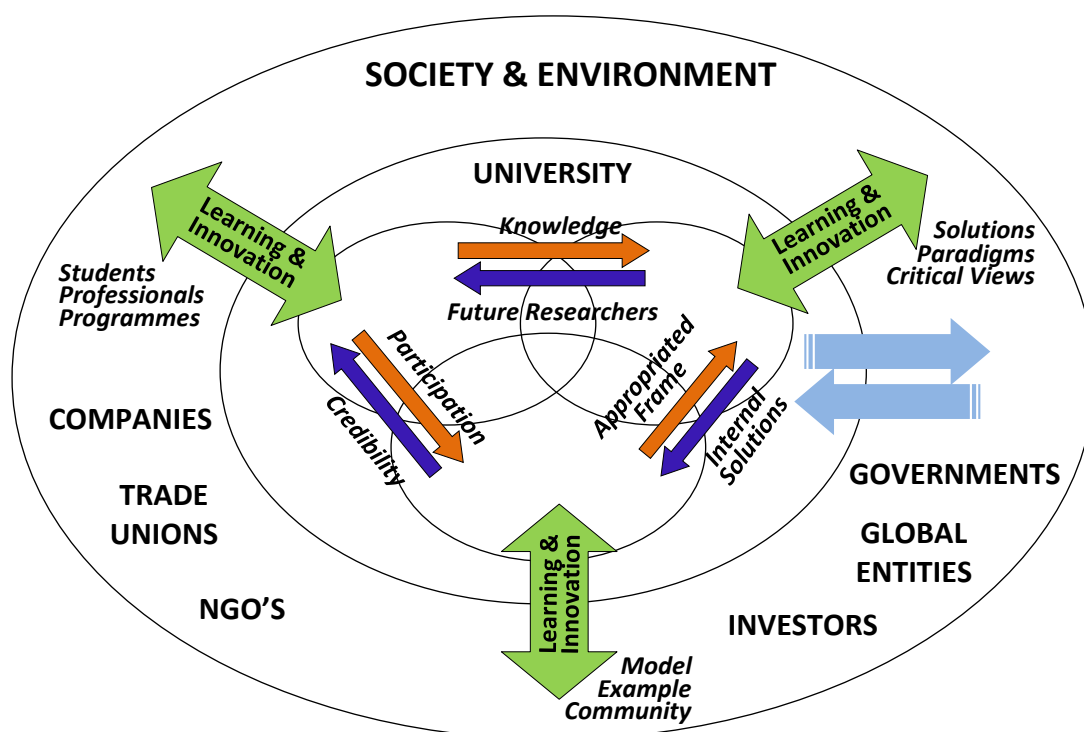 SOCIETY & ENVIRONMENT
UNIVERSITY
Learning &
Innovation
Knowledge
Learning &
Innovation
Solutions
Paradigms
Critical Views
Students
Professionals
Programmes
Future Researchers
Participation
Credibility
Appropriated
Frame
Internal
Solutions
COMPANIES
TRADE
UNIONS
NGO’S
GOVERNMENTS
GLOBAL
ENTITIES
INVESTORS
Learning &
Innovation
Model
Example
Community